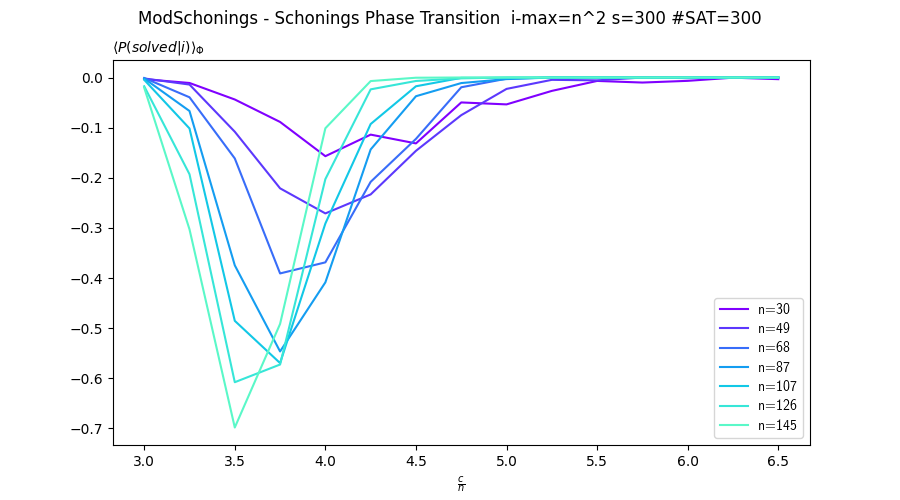 ModSchonings - Schonings Phase Transition  i-max=n^2 s=300 #SAT=300
⟨P(solved|i)⟩Φ
0.0
−0.1
−0.2
−0.3
−0.4
−0.5
−0.6
−0.7
n=30
n=49
n=68
n=87
n=107
n=126
n=145
3.0 3.5 4.0 4.5 5.0 5.5 6.0 6.5
c
n